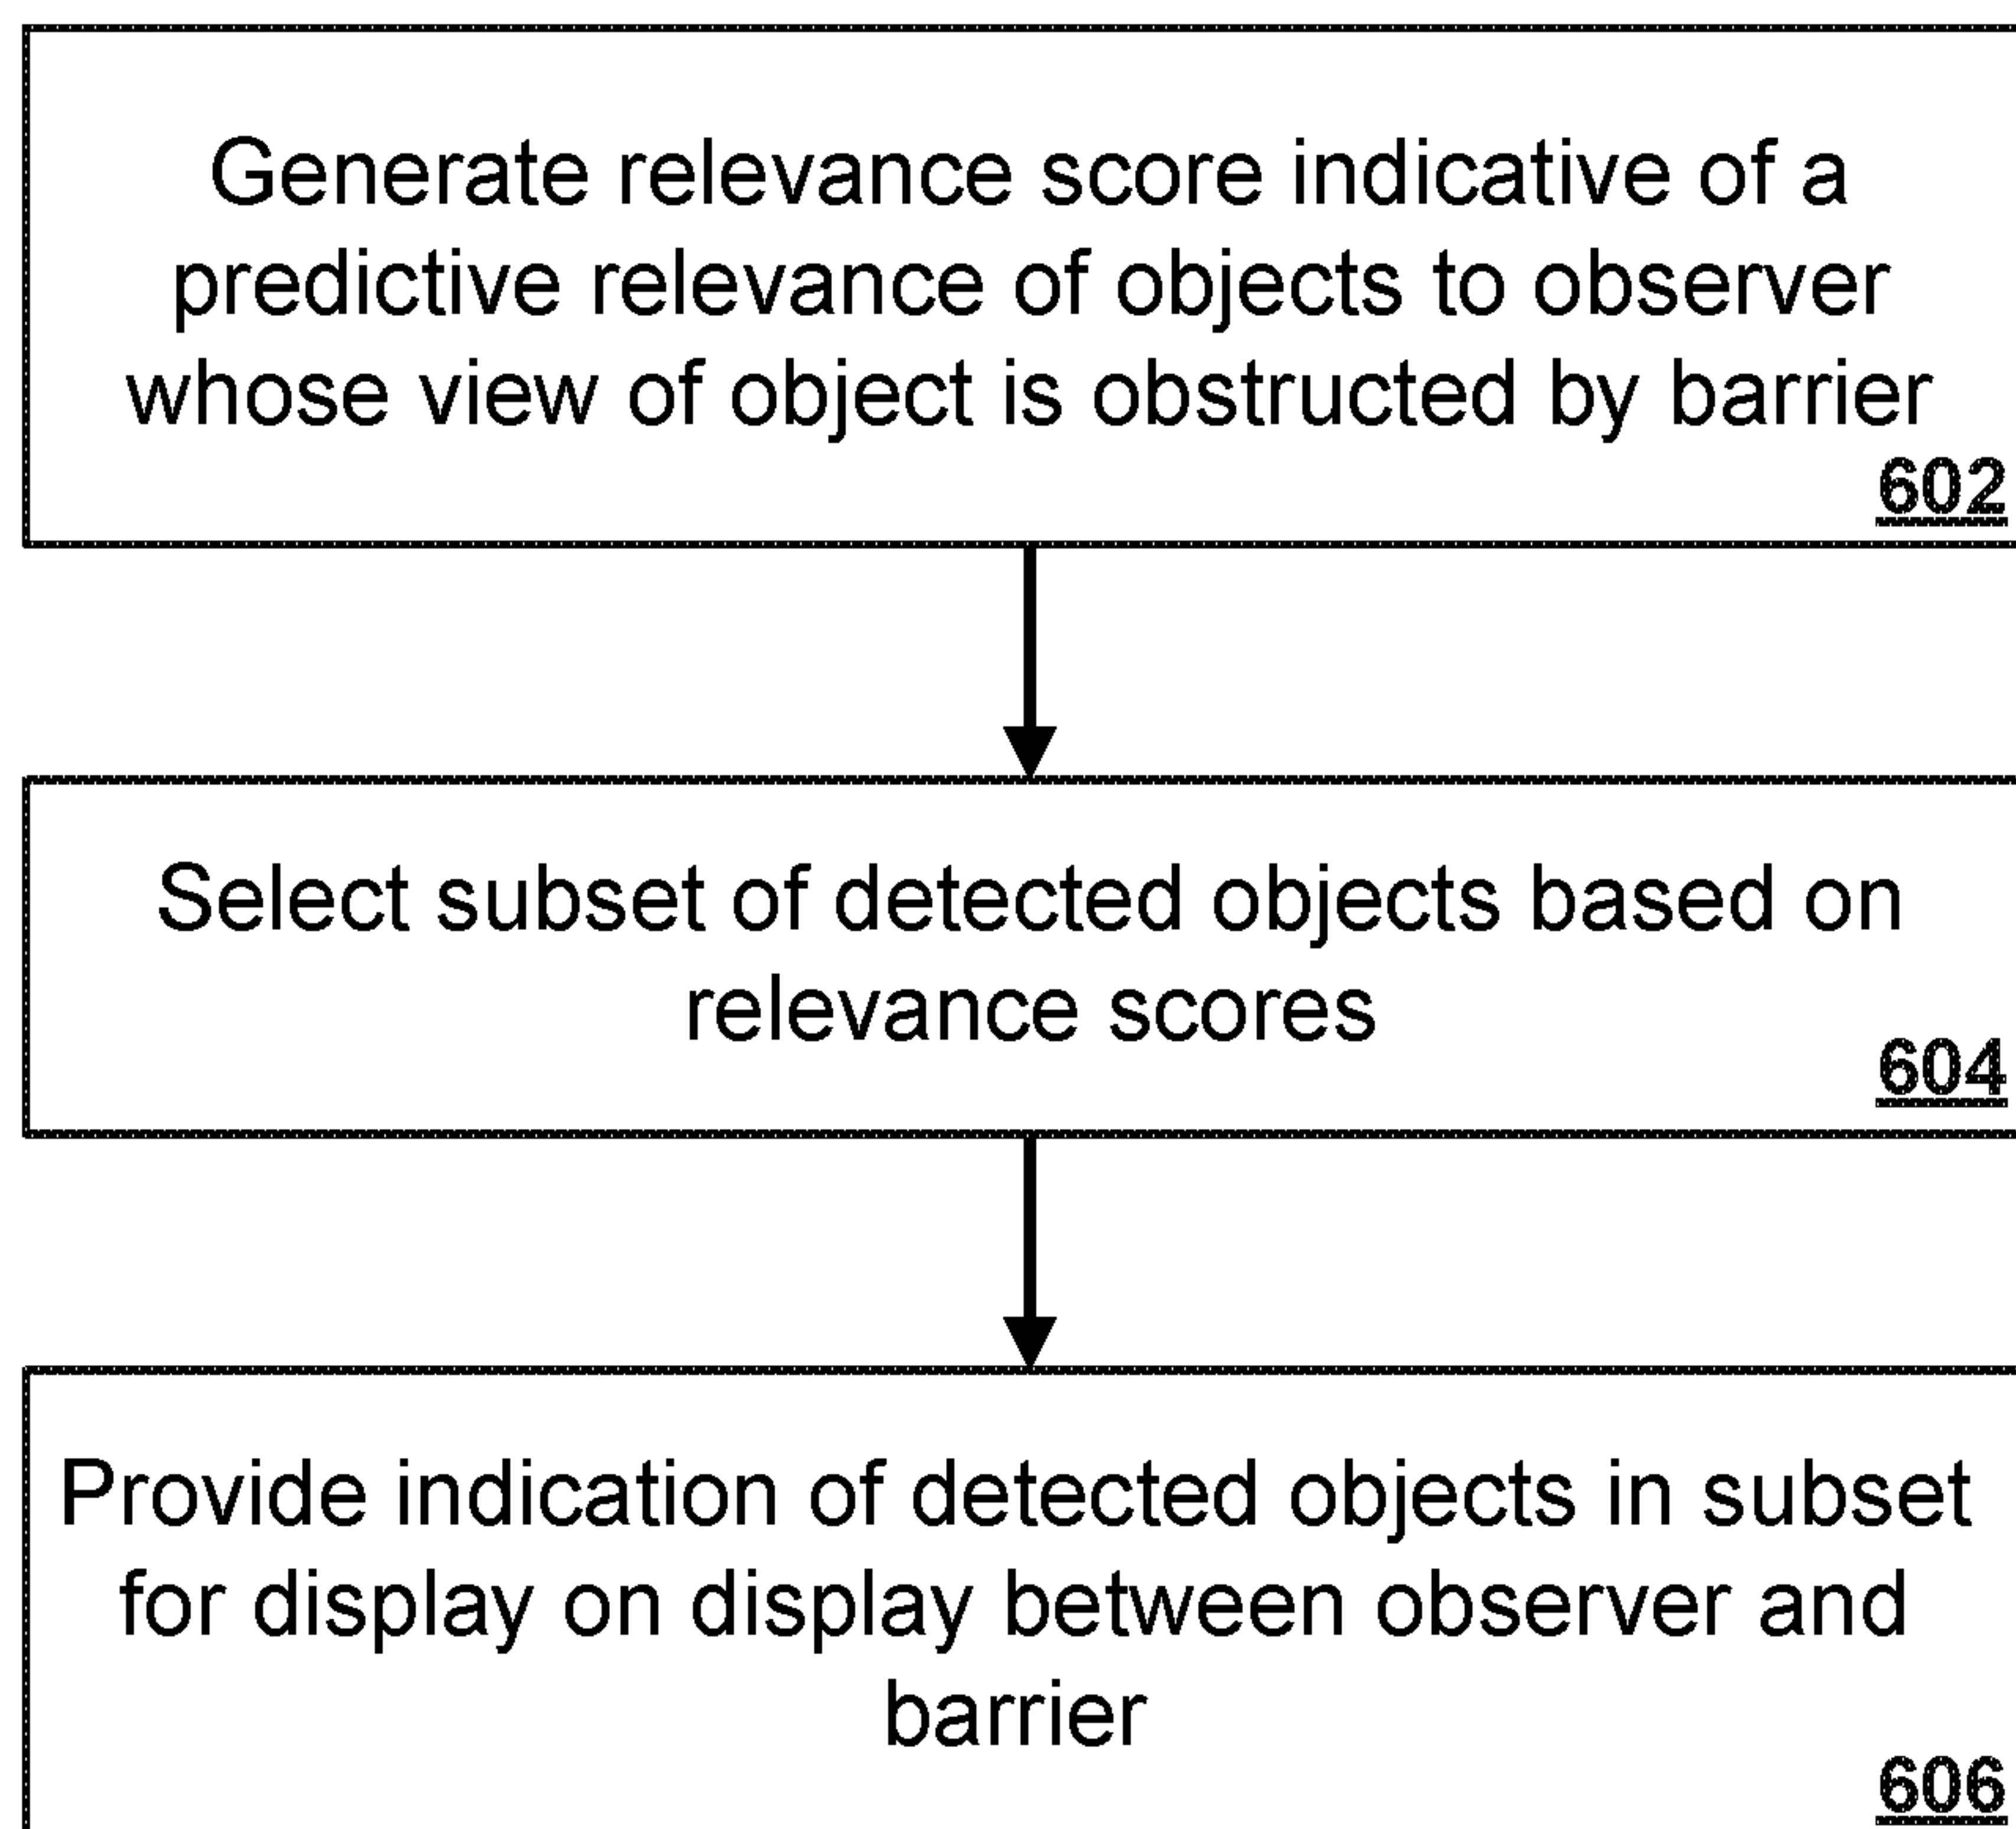 Generate relevance score indicative of a
predictive relevance of objects to observer
whose view of object is obstructed by barrier
602
Select subset of detected objects based on
relevance scores
604
Provide indication of detected objects in subset
for display on display between observer and
barrier
606